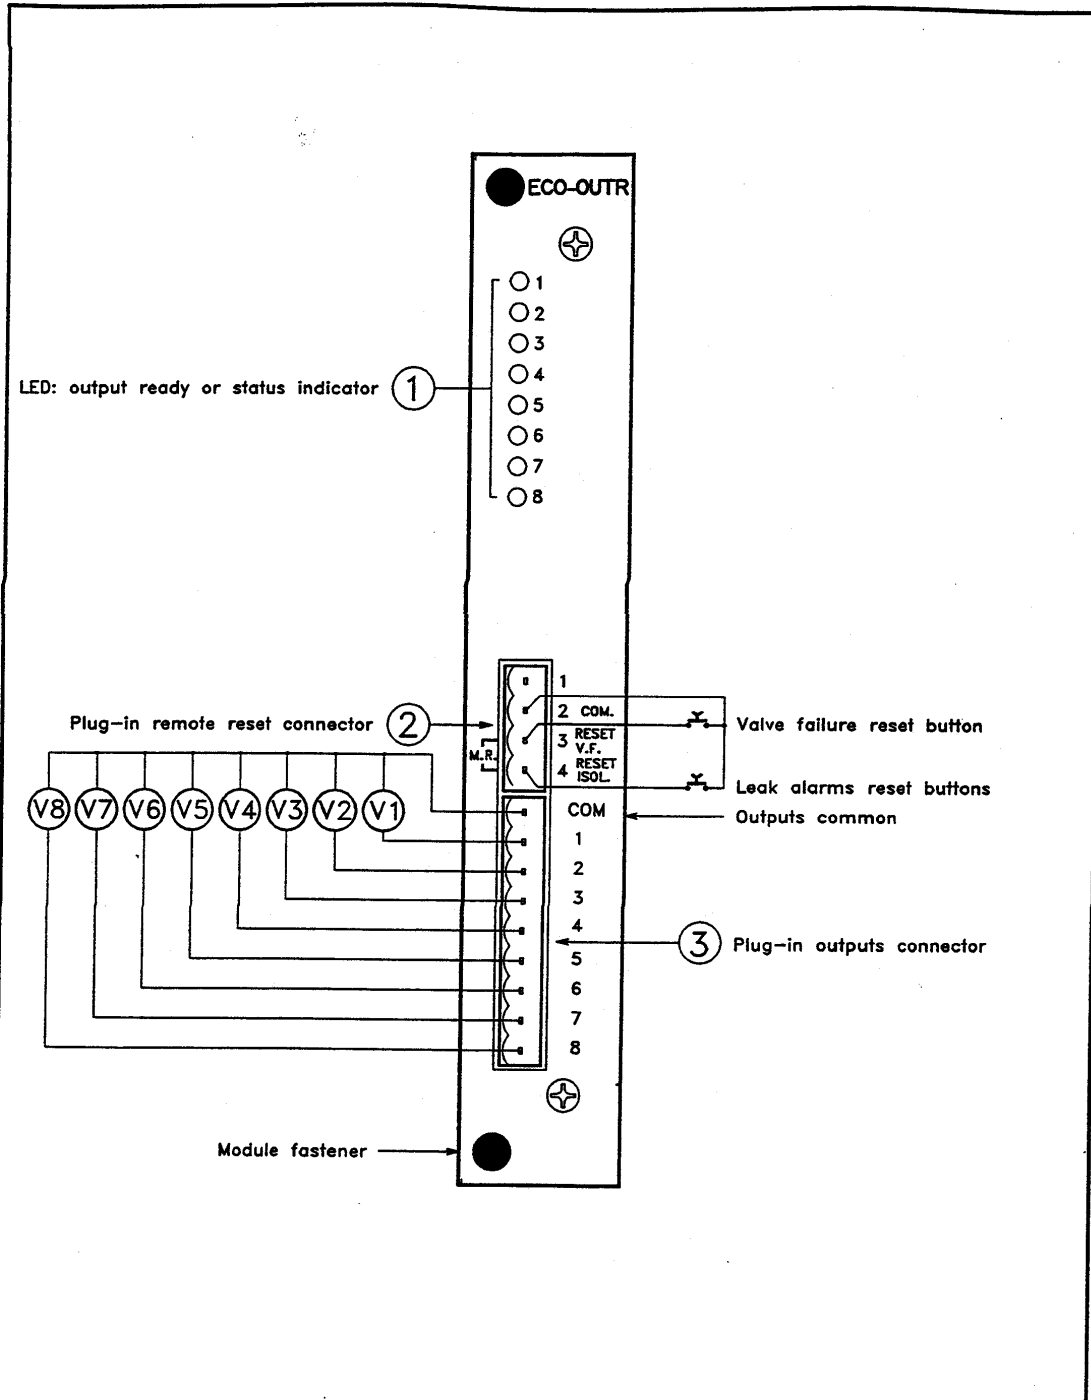 ECO-OUTR
1
2
3
4
5
6
7
8
LED: output ready or status indicator 1
1
2 COM.
3 RESET V.F.
4 RESET ISOL.
Plug-in remote reset connector 2
M.R.
Valve failure reset button
Leak alarms reset buttons
Outputs common
V8 V7 V6 V5 V4 V3 V2 V1
COM
1
2
3
4
5
6
7
8
3 Plug-in outputs connector
Module fastener